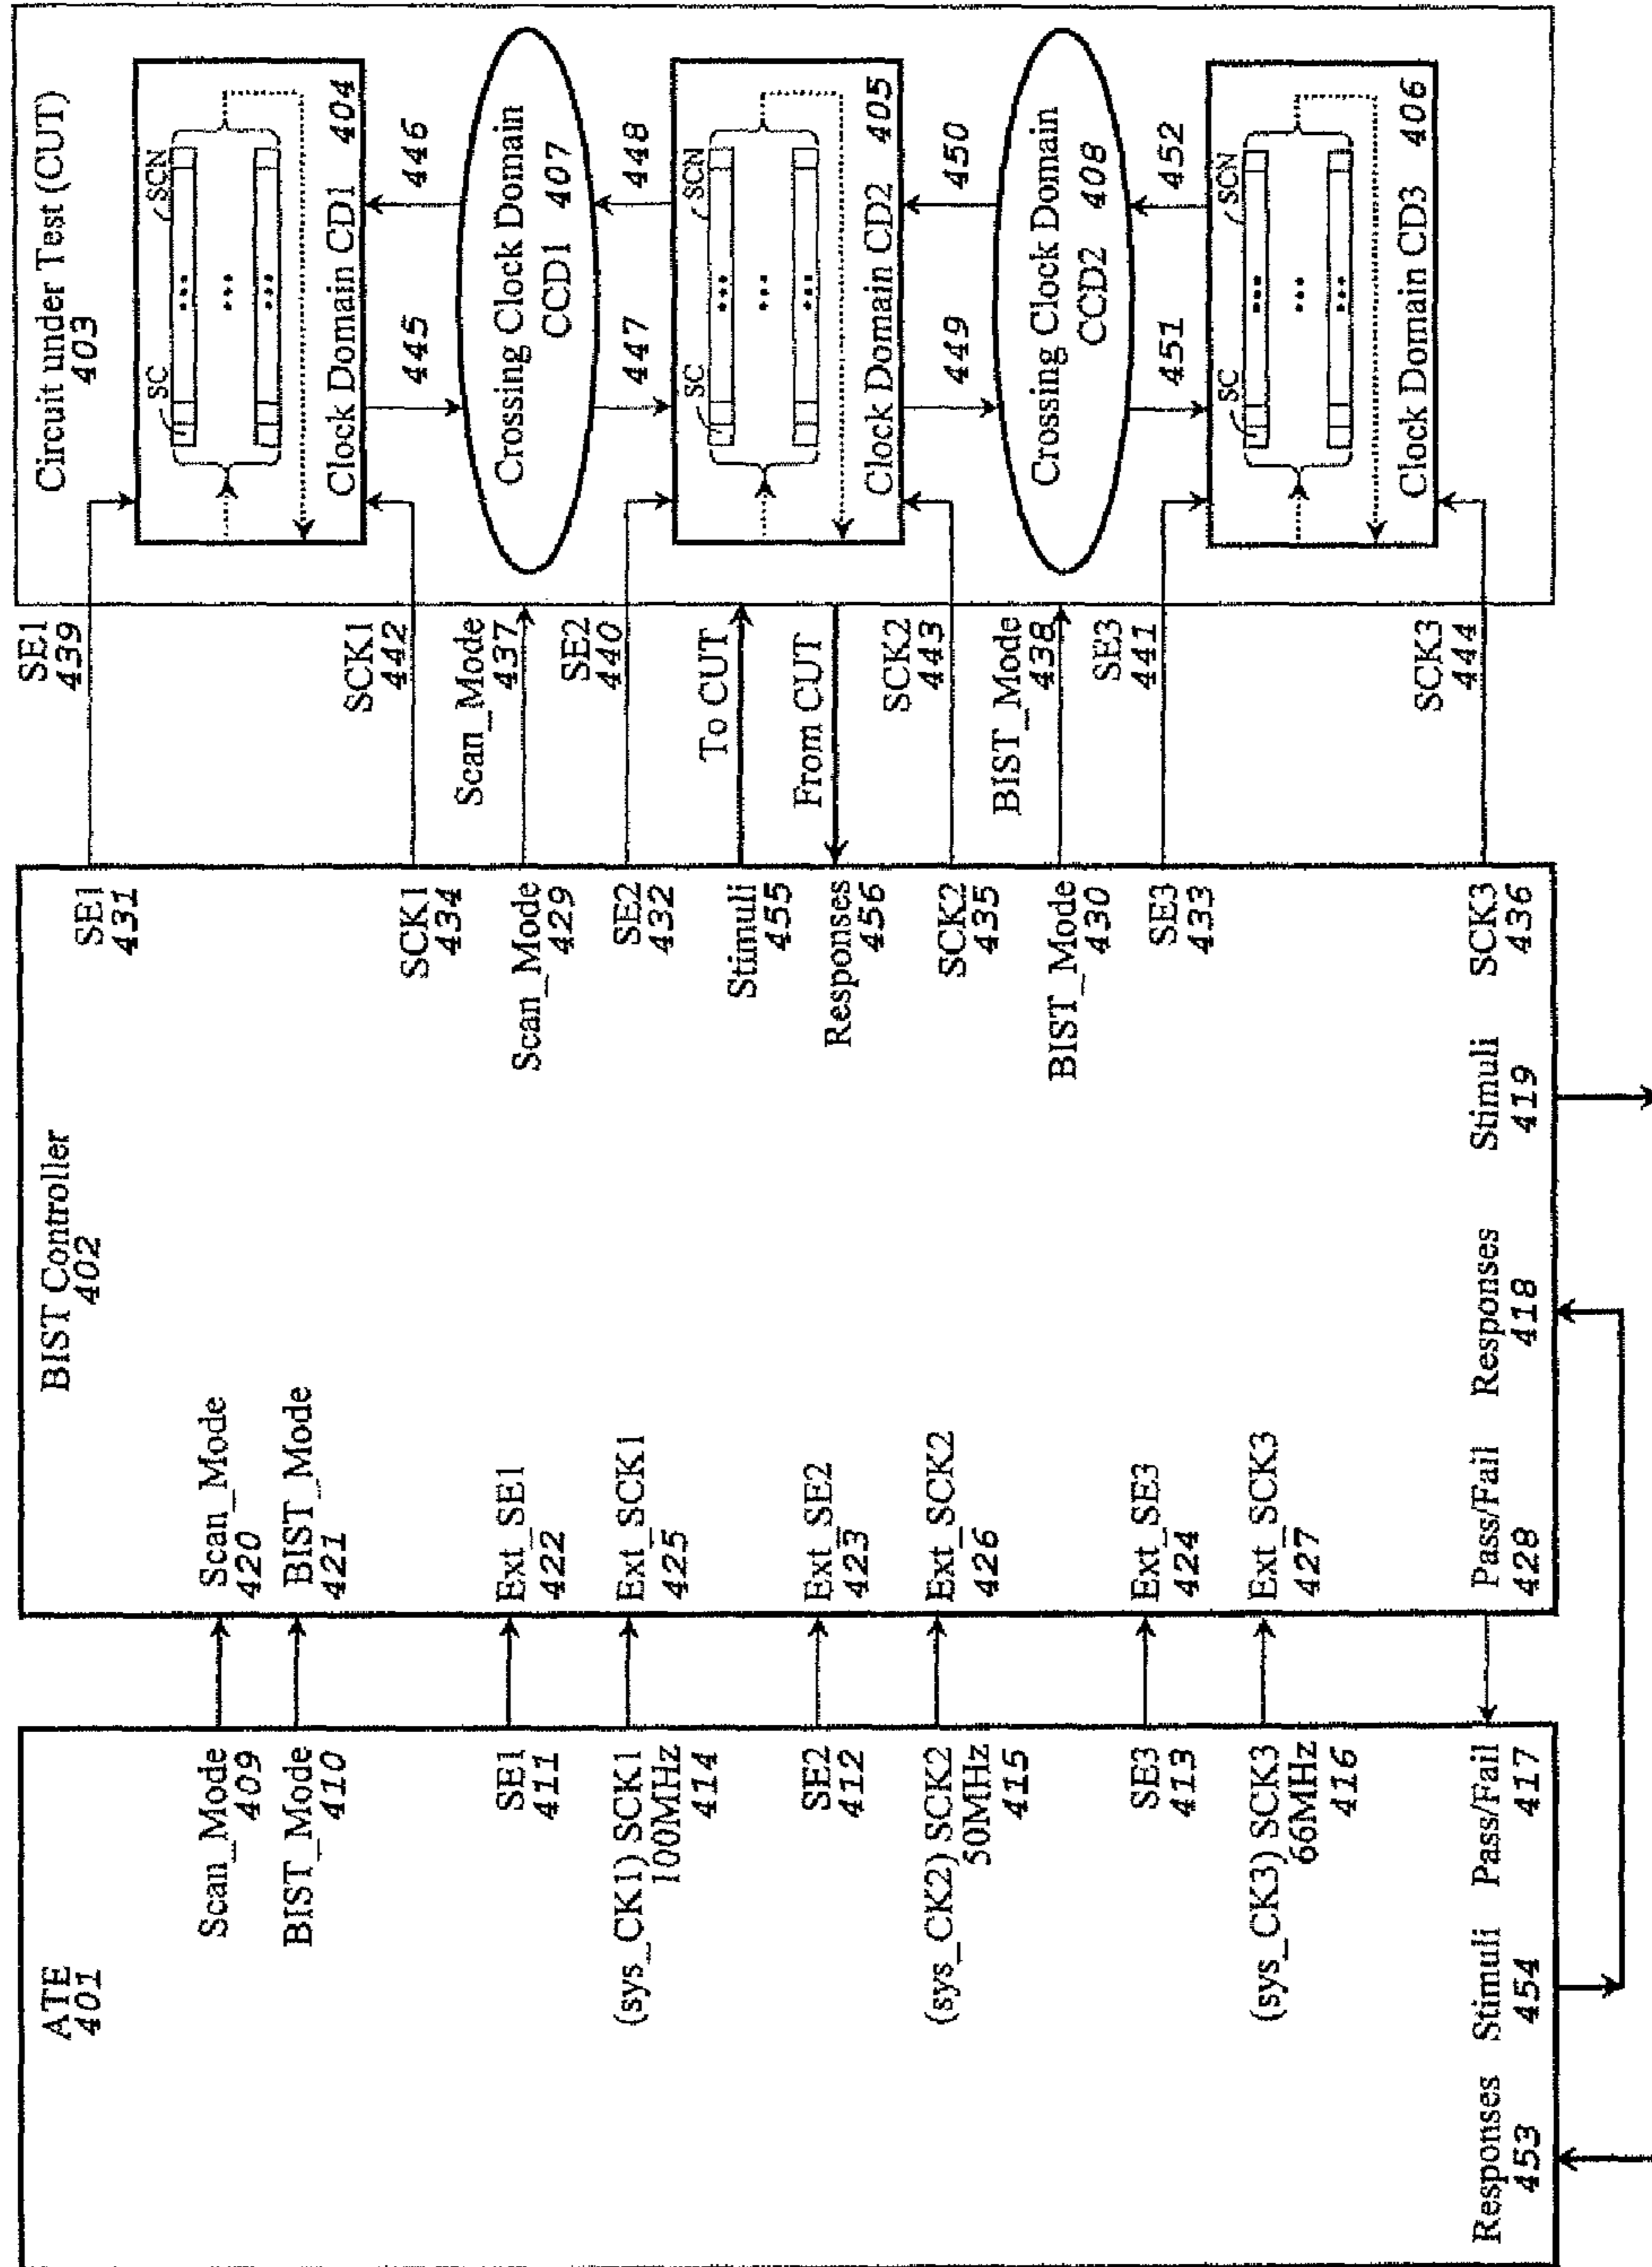 ATE
401
Scan_Mode
409
BIST_Mode
410
SE1
411
(sys_CK1) SCK1
100MHz
414
SE2
412
(sys_CK2) SCK2
50MHz
415
SE3
413
(sys_CK3) SCK3
66MHz
416
Responses
453
Stimuli
454
Pass/Fail
417
BIST Controller
402
Scan_Mode
420
BIST_Mode
421
Ext_SE1
422
Ext_SCK1
425
Ext_SE2
423
Ext_SCK2
426
Ext_SE3
424
Ext_SCK3
427
Pass/Fail
428
Responses
418
Stimuli
419
SE1
431
SCK1
434
Scan_Mode
429
SE2
432
Stimuli
455
Responses
456
SCK2
435
BIST_Mode
430
SE3
433
SCK3
436
SE1
439
SCK1
442
Scan_Mode
437
SE2
440
To CUT
From CUT
SCK2
443
BIST_Mode
438
SE3
441
SCK3
444
Circuit under Test (CUT)
403
SC
SCN
Clock Domain CD1 404
445
446
Crossing Clock Domain
CCD1 407
447
448
SC
SCN
Clock Domain CD2 405
449
450
Crossing Clock Domain
CCD2 408
451
452
SC
SCN
Clock Domain CD3 406